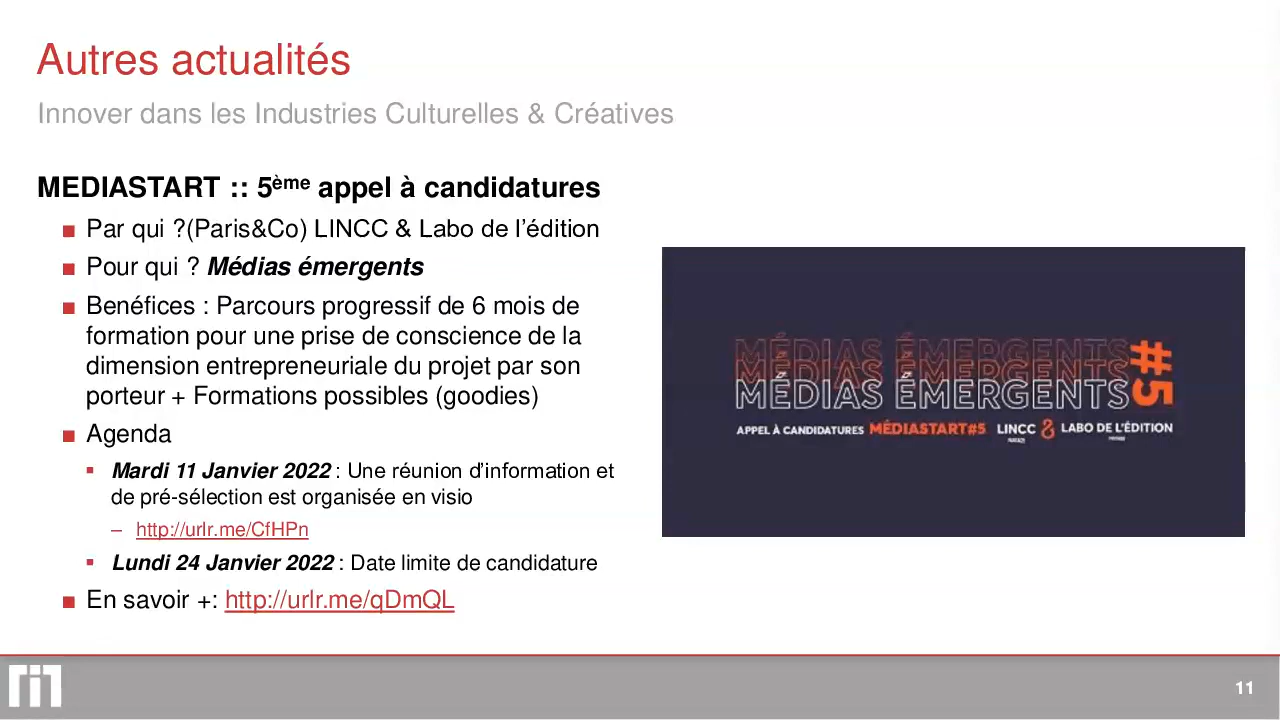 Autres actualités
Innover dans les Industries Culturelles & Créatives
MEDIASTART :: 5ème appel à candidatures
■ Par qui ?(Paris&Co) LINCC & Labo de l’édition
■ Pour qui ? Médias émergents
■ Benéfices : Parcours progressif de 6 mois de
formation pour une prise de conscience de la
dimension entrepreneuriale du projet par son
porteur + Formations possibles (goodies)
■ Agenda
▪ Mardi 11 Janvier 2022 : Une réunion d’information et
de pré-sélection est organisée en visio
– http://urlr.me/CfHPn
▪ Lundi 24 Janvier 2022 : Date limite de candidature
■ En savoir +: http://urlr.me/qDmQL
MÉDIAS ÉMERGENTS
MÉDIAS ÉMERGENTS
MÉDIAS ÉMERGENTS #5
APPEL À CANDIDATURES MÉDIASTART#5 LINCC & LABO DE L'ÉDITION
11